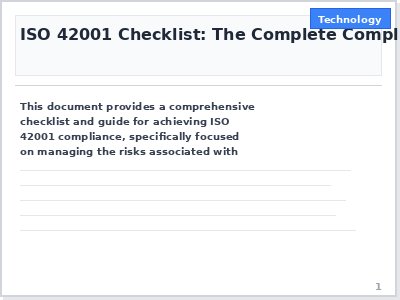 Technology
ISO 42001 Checklist: The Complete Compl
This document provides a comprehensive
checklist and guide for achieving ISO
42001 compliance, specifically focused
on managing the risks associated with
1